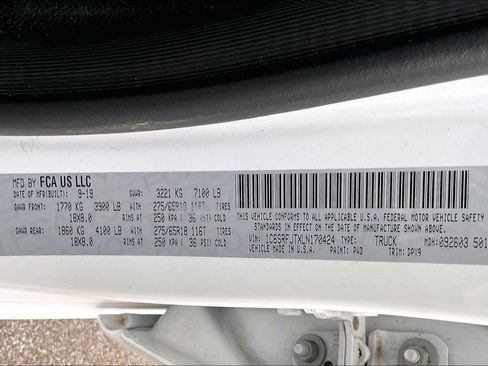 MFD BY FCA US LLC
DATE OF MFR(BUILT): 9-19 GVWR: 3221 KG 7100 LB
GAWR FRONT: 1770 KG 3900 LB WITH 275/65R18 116T TIRES
18X8.0 RIMS AT 250 KPA ( 36 PSI) COLD
GAWR REAR: 1860 KG 4100 LB WITH 275/65R18 116T TIRES
18X8.0 RIMS AT 250 KPA ( 36 PSI) COLD
THIS VEHICLE CONFORMS TO ALL APPLICABLE U.S.A. FEDERAL MOTOR VEHICLE SAFETY
STANDARDS IN EFFECT ON THE DATE OF MANUFACTURE SHOWN ABOVE.
VIN: 1C6SRFJTXLN170424 TYPE: TRUCK MDH:092603 501
VEHICLE MADE IN U.S.A. PAINT: PWD TRIM: DPX9